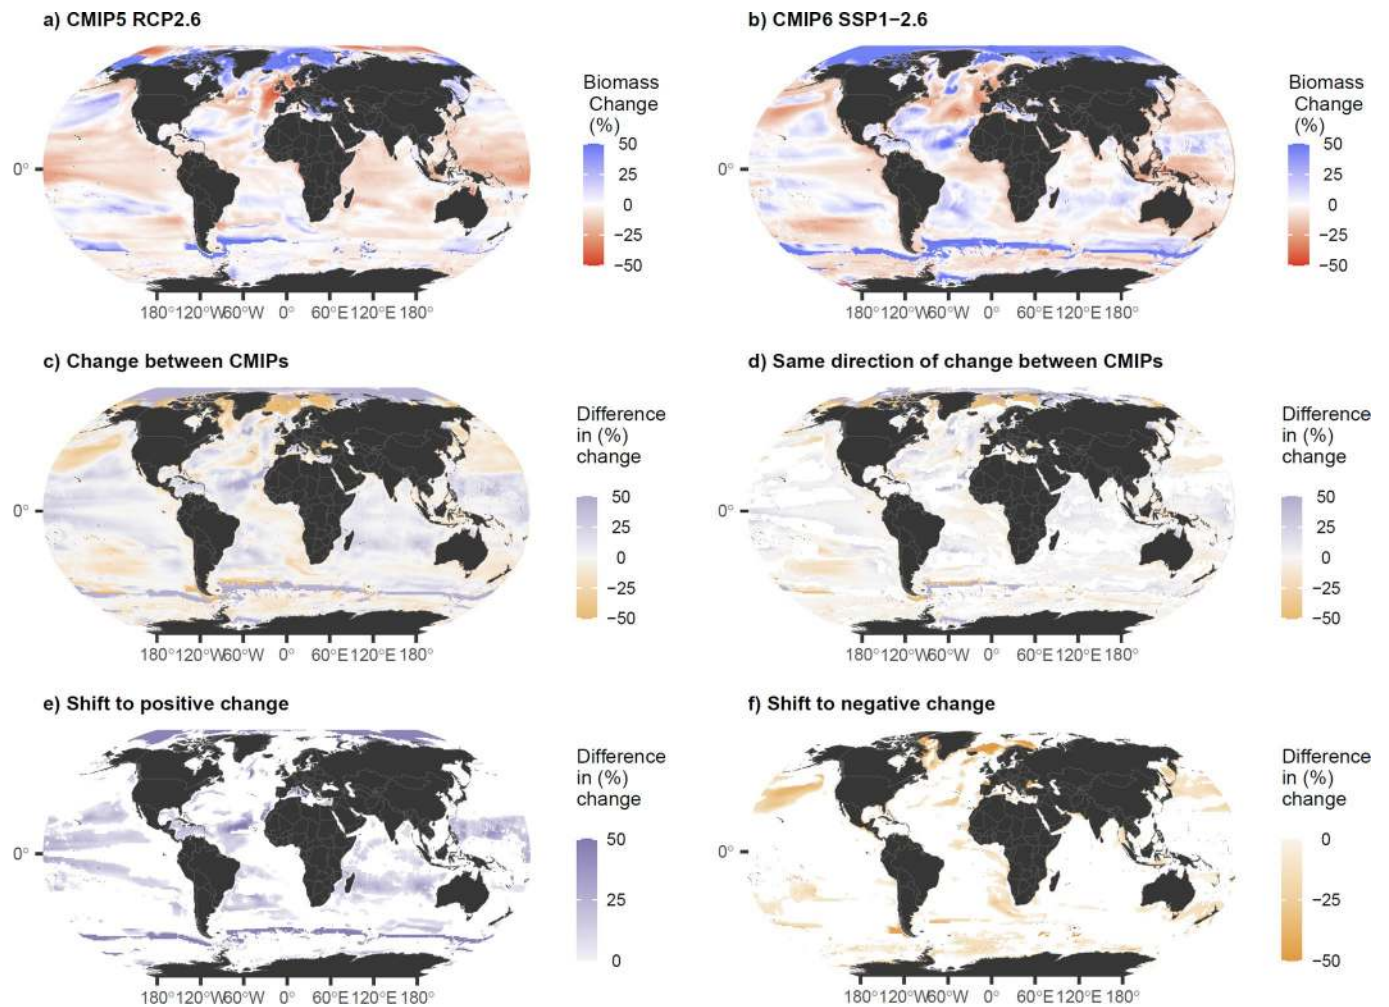 a) CMIP5 RCP2.6
b) CMIP6 SSP1−2.6
Biomass
Change
(%)
50
25
0
−25
−50
0°
180°120°W60°W 0° 60°E120°E180°
Biomass
Change
(%)
50
25
0
−25
−50
0°
180°120°W60°W 0° 60°E120°E180°
c) Change between CMIPs
d) Same direction of change between CMIPs
Difference
in (%)
change
50
25
0
−25
−50
0°
180°120°W60°W 0° 60°E120°E180°
Difference
in (%)
change
50
25
0
−25
−50
0°
180°120°W60°W 0° 60°E120°E180°
e) Shift to positive change
f) Shift to negative change
Difference
in (%)
change
50
25
0
0°
180°120°W60°W 0° 60°E120°E180°
Difference
in (%)
change
0
−25
−50
0°
180°120°W60°W 0° 60°E120°E180°